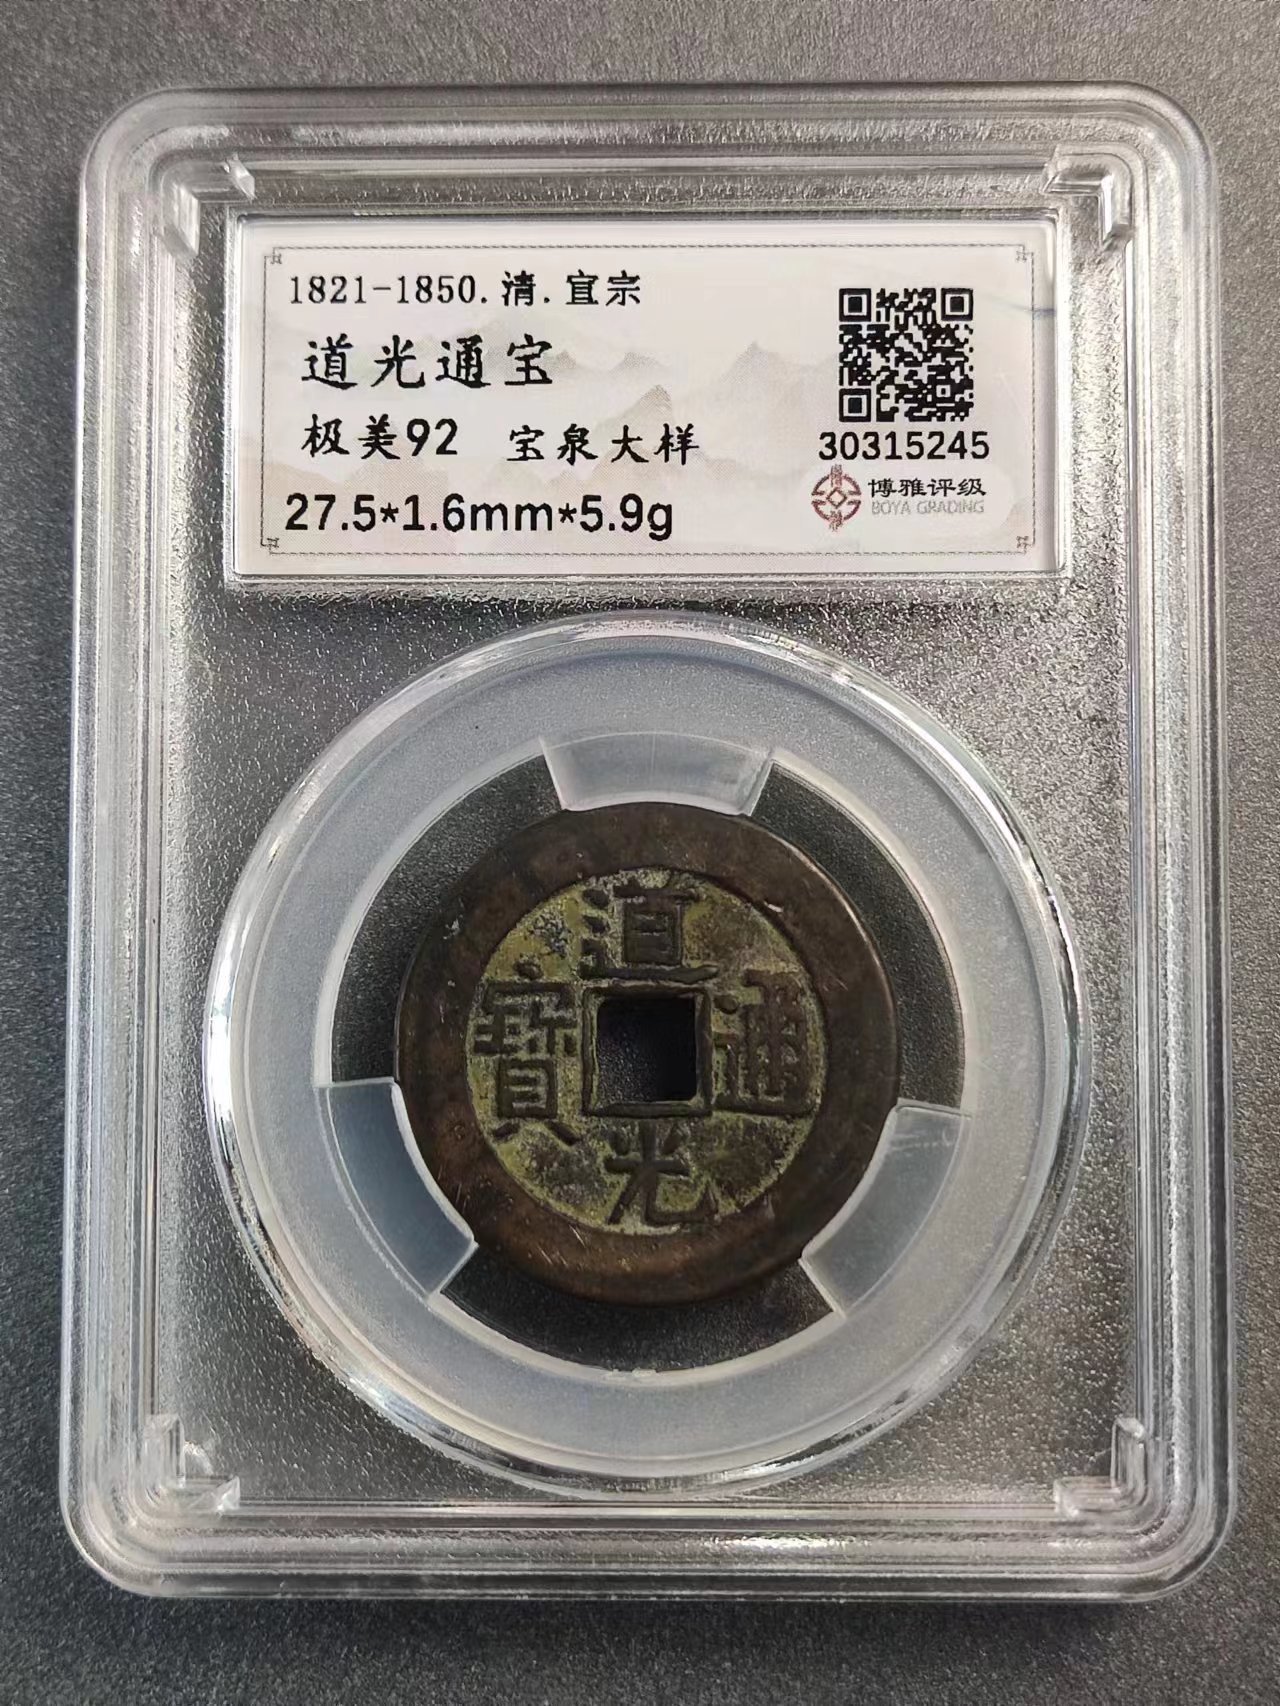 1821-1850.清.宣宗
道光通宝
极美92 宝泉大样
27.5*1.6mm*5.9g
30315245
博雅评级
BOYA GRADING
道光通寶